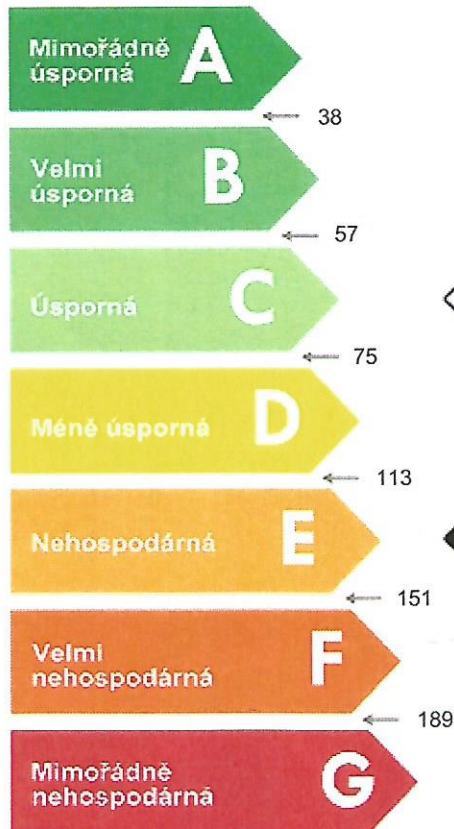 Mimořádně
úsporná A
38
Velmi
úsporná B
57
Úsporná C
75
Méně úsporná D
113
Nehospodárná E
151
Velmi
nehospodárná F
189
Mimořádně
nehospodárná G